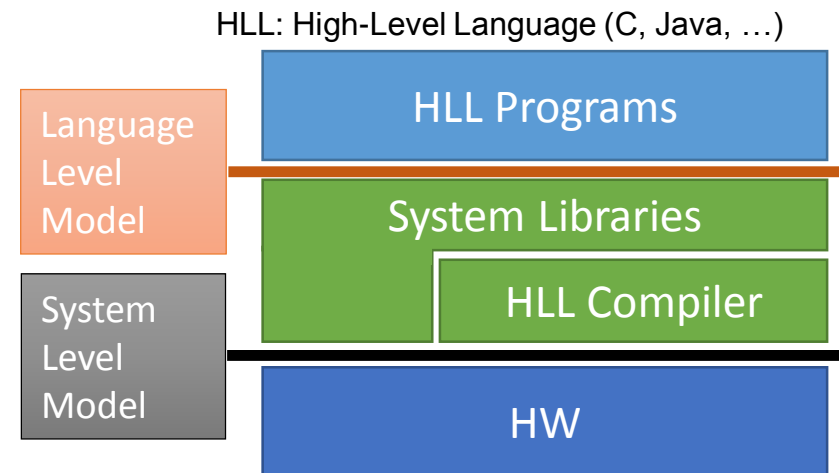 HLL: High-Level Language (C, Java, …)
HLL Programs
Language
Level
Model
System Libraries
HLL Compiler
System
Level
Model
HW